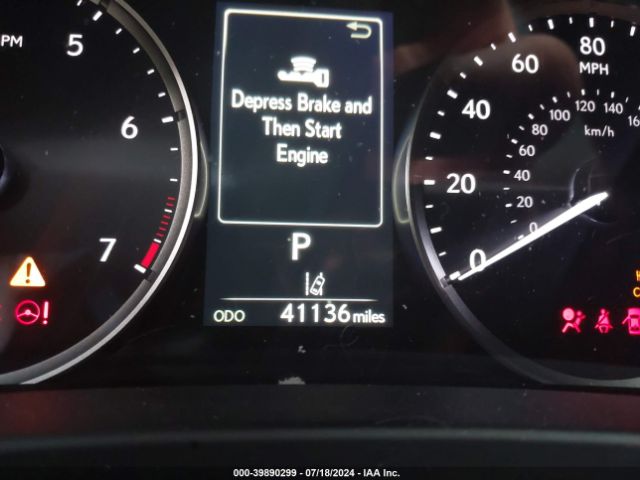 PM
5
6
7
Depress Brake and
Then Start
Engine
P
ODO 41136 miles
80
MPH
60
40
20
0
120 140
100
80
60
40
20
0
km/h
000-39890299 - 07/18/2024 - IAA Inc.